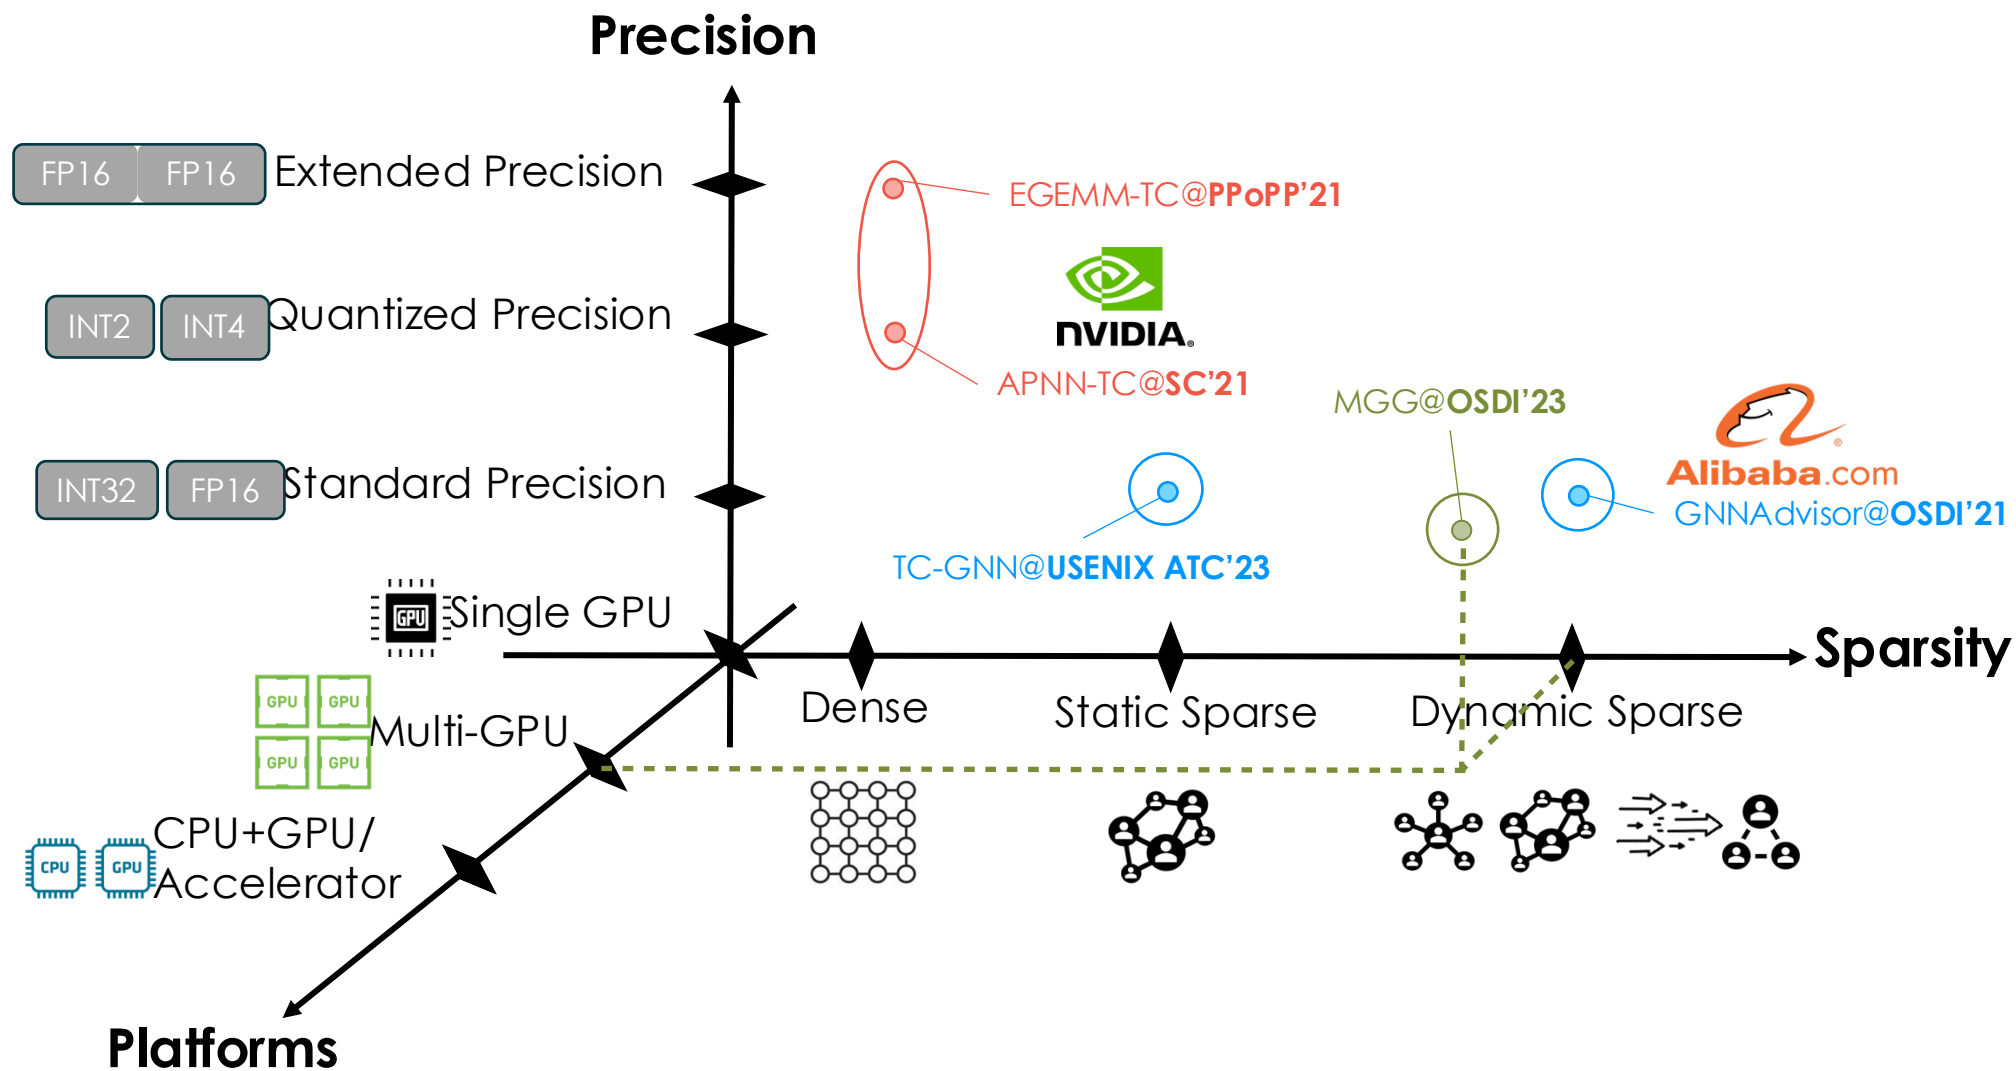 Precision
FP16 FP16 Extended Precision
EGEMM-TC@PPoPP'21
INT2 INT4 Quantized Precision
NVIDIA®
APNN-TC@SC'21
MGG@OSDI'23
Alibaba.com®
INT32 FP16 Standard Precision
GNNAdvisor@OSDI'21
TC-GNN@USENIX ATC'23
GPU Single GPU
Sparsity
Dense
Static Sparse
Dynamic Sparse
GPU GPU
Multi-GPU
GPU GPU
CPU GPU
CPU+GPU/
Accelerator
Platforms